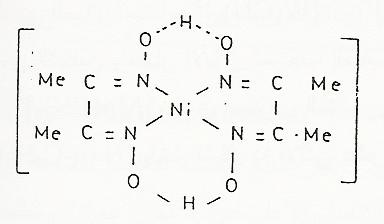 H
O O
Me C = N N = C Me
Ni
Me C = N N = C · Me
O O
H